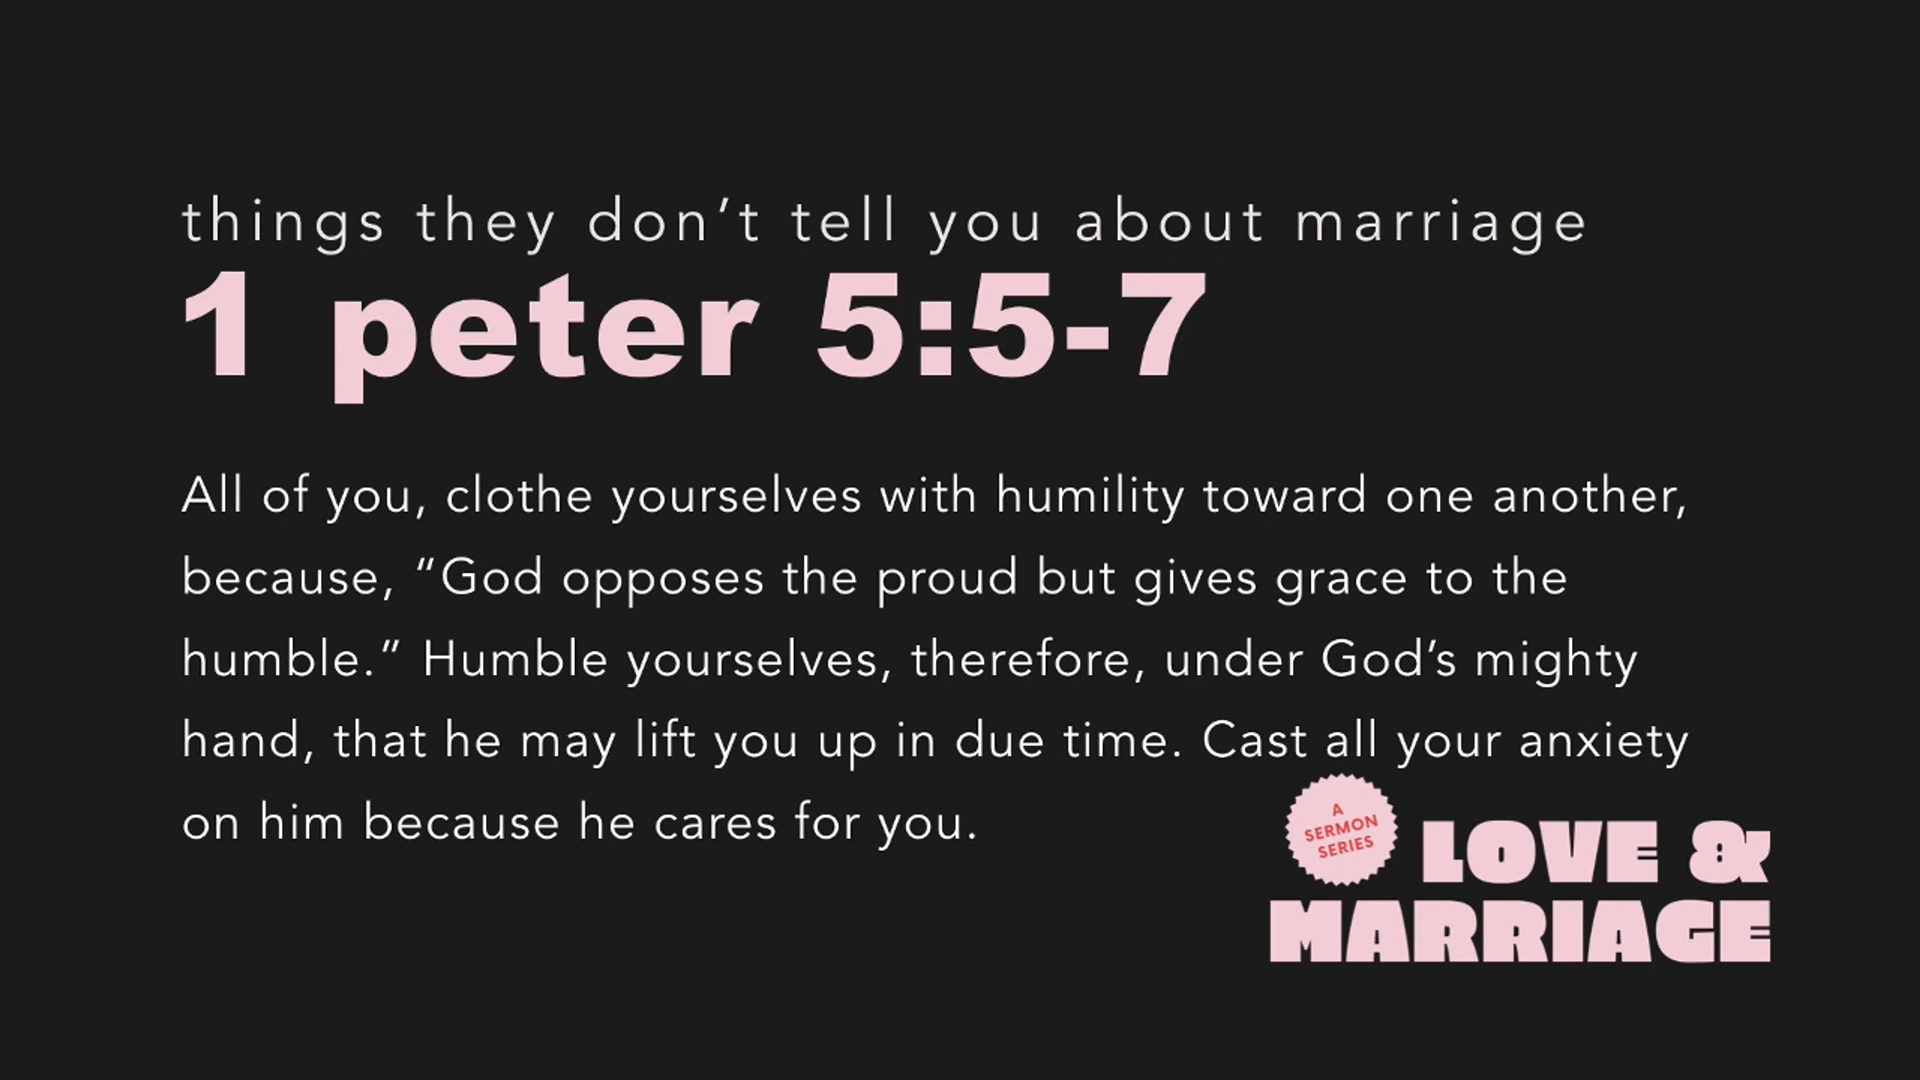 things they don’t tell you about marriage
1 peter 5:5-7
All of you, clothe yourselves with humility toward one another,
because, “God opposes the proud but gives grace to the
humble.” Humble yourselves, therefore, under God’s mighty
hand, that he may lift you up in due time. Cast all your anxiety
on him because he cares for you.
A
SERMON
SERIES
LOVE &
MARRIAGE